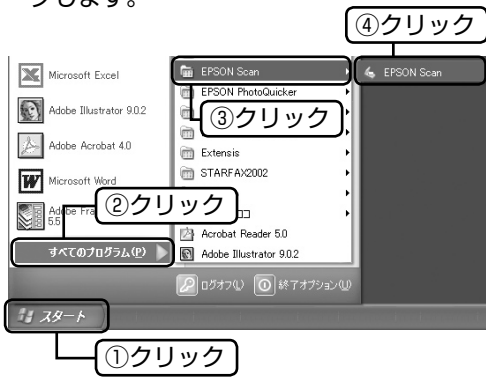 クします。
④クリック
Microsoft Excel
Adobe Illustrator 9.0.2
Adobe Acrobat 4.0
Microsoft Word
Adobe Fra
5.5
すべてのプログラム(P)
EPSON Scan
EPSON PhotoQuicker
③クリック
Extensis
STARFAX2002
②クリック
Acrobat Reader 5.0
Adobe Illustrator 9.0.2
EPSON Scan
ログオフ(L)
終了オプション(U)
スタート
①クリック